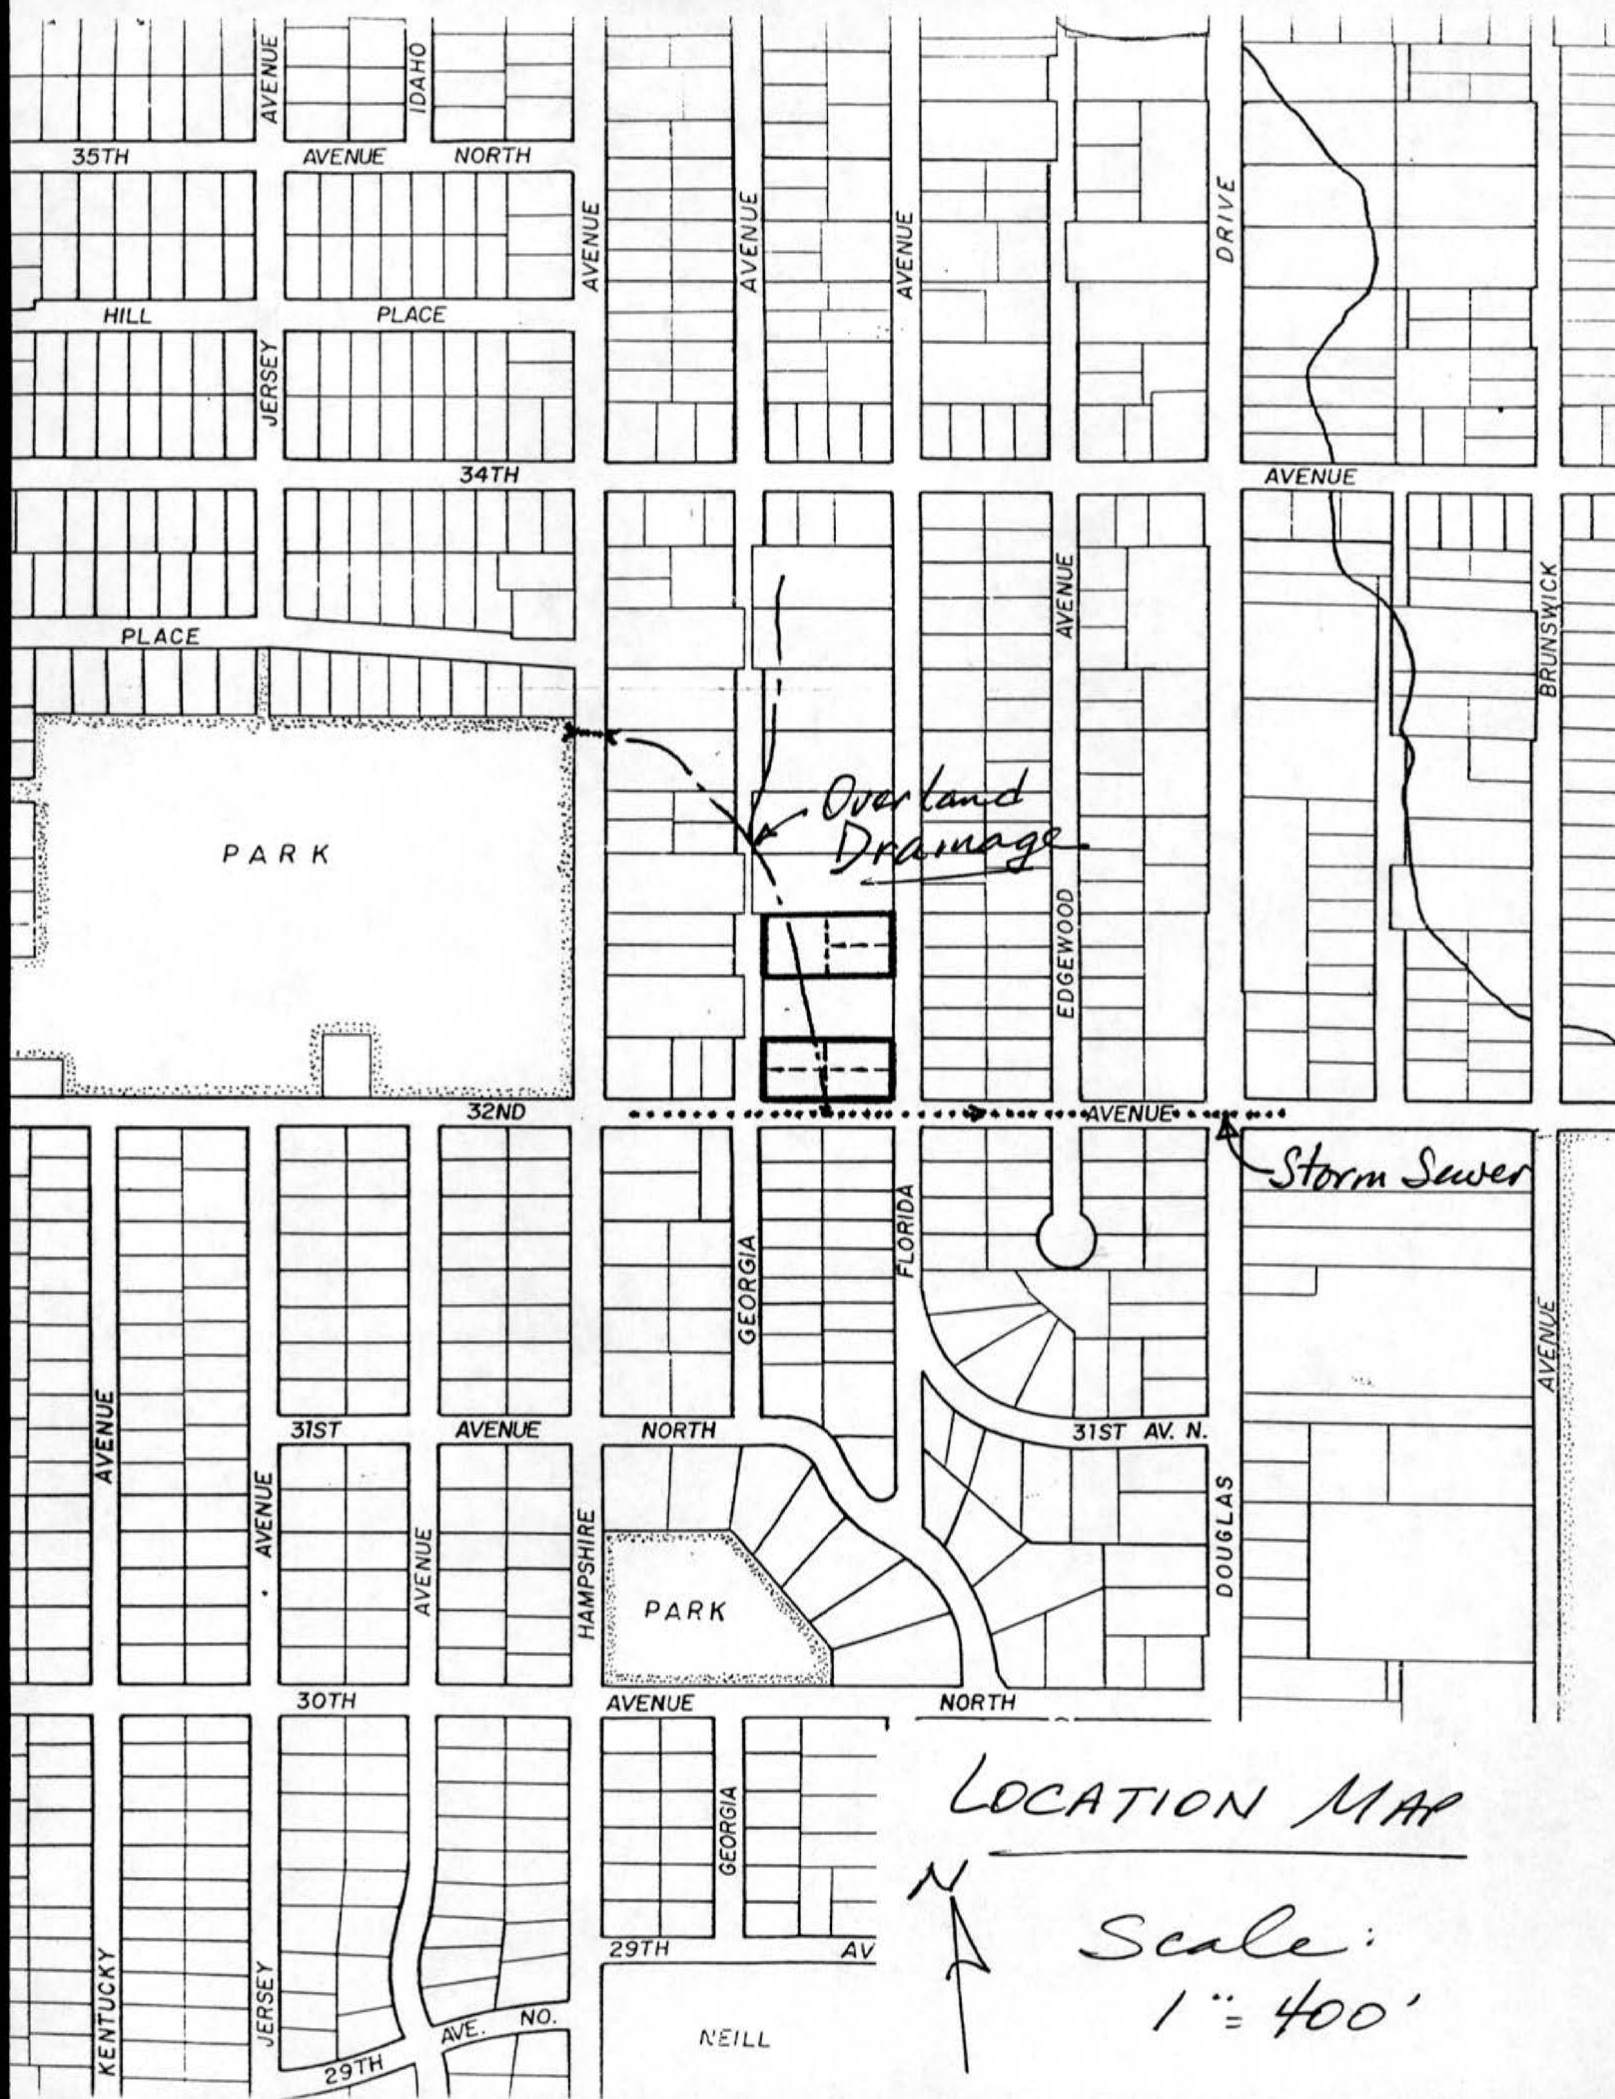 AVENUE
IDAHO
35TH AVENUE NORTH
AVENUE
AVENUE
AVENUE
DRIVE
HILL PLACE
JERSEY
34TH AVENUE
AVENUE
BRUNSWICK
PLACE
PARK
Overland
Drainage
EDGEWOOD
32ND AVENUE
Storm Sewer
FLORIDA
GEORGIA
AVENUE
AVENUE
31ST AVENUE NORTH
31ST AV. N.
AVENUE
AVENUE
HAMPSHIRE
DOUGLAS
PARK
30TH AVENUE NORTH
GEORGIA
LOCATION MAP
N
29TH AV
Scale:
1" = 400'
KENTUCKY
JERSEY
29TH AVE. NO.
NEILL